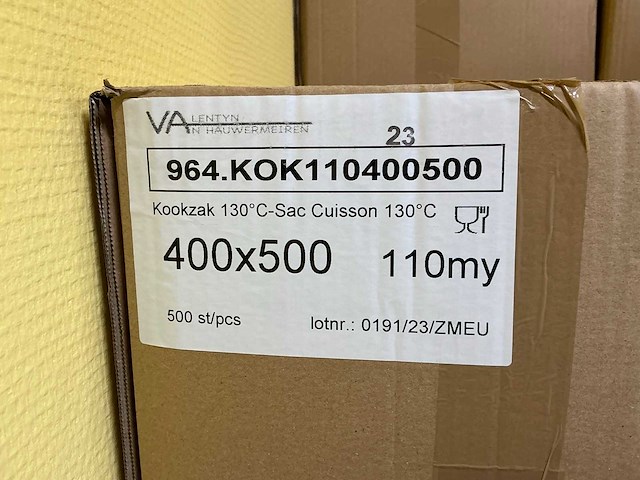 VALENTYN
VAN HAUWERMEIREN
23
964.KOK110400500
Kookzak 130°C-Sac Cuisson 130°C
400x500 110my
500 st/pcs lotnr.: 0191/23/ZMEU